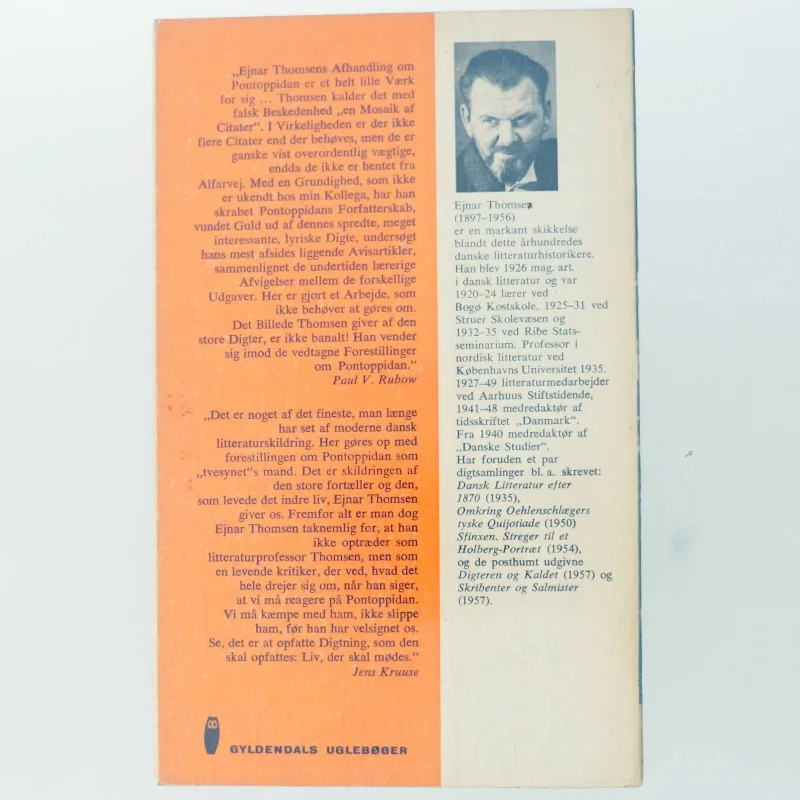 „Ejnar Thomsens Afhandling om
Pontoppidan er et helt lille Værk
for sig ... Thomsen kalder det med
falsk Beskedenhed „en Mosaik af
Citater“. I Virkeligheden er der ikke
flere Citater end der behøves, men de er
ganske vist overordentlig vægtige,
endda de ikke er hentet fra
Alfarvej. Med en Grundighed, som ikke
er ukendt hos min Kollega, har han
skrabet Pontoppidans Forfatterskab,
vundet Guld ud af dennes spredte, meget
interessante, lyriske Digte, undersøgt
hans mest afsides liggende Avisartikler,
sammenlignet de undertiden lærerige
Afvigelser mellem de forskellige
Udgaver. Her er gjort et Arbejde, som
ikke behøver at gøres om.
Det Billede Thomsen giver af den
store Digter, er ikke banalt! Han vender
sig imod de vedtagne Forestillinger
om Pontoppidan.“
Paul V. Rubow
„Det er noget af det fineste, man længe
har set af moderne dansk
litteraturskildring. Her gøres op med
forestillingen om Pontoppidan som
„tvesynet“s mand. Det er skildringen af
den store fortæller og den,
som levede det indre liv, Ejnar Thomsen
giver os. Fremfor alt er man dog
Ejnar Thomsen taknemlig for, at han
ikke optræder som
litteraturprofessor Thomsen, men som
en levende kritiker, der ved, hvad det
hele drejer sig om, når han siger,
at vi må reagere på Pontoppidan.
Vi må kæmpe med ham, ikke slippe
ham, før han har velsignet os.
Se, det er at opfatte Digtning, som den
skal opfattes: Liv, der skal mødes.“
Jens Kruuse
GYLDENDALS UGLEBØGER
Ejnar Thomsen
(1897–1956)
er en markant skikkelse
blandt dette århundredes
danske litteraturhistorikere.
Han blev 1926 mag. art.
i dansk litteratur og var
1920–24 lærer ved
Bogø Kostskole, 1925–31 ved
Struer Skolevæsen og
1932–35 ved Ribe Stats-
seminarium. Professor i
nordisk litteratur ved
Københavns Universitet 1935.
1927–49 litteraturmedarbejder
ved Aarhuus Stiftstidende,
1941–48 medredaktør af
tidsskriftet „Danmark“.
Fra 1940 medredaktør af
„Danske Studier“.
Har foruden et par
digtsamlinger bl. a. skrevet:
Dansk Litteratur efter
1870 (1935),
Omkring Oehlenschlægers
tyske Quijotiade (1950)
Sfinxen. Streger til et
Holberg-Portræt (1954),
og de posthumt udgivne
Digteren og Kaldet (1957) og
Skribenter og Salmister
(1957).